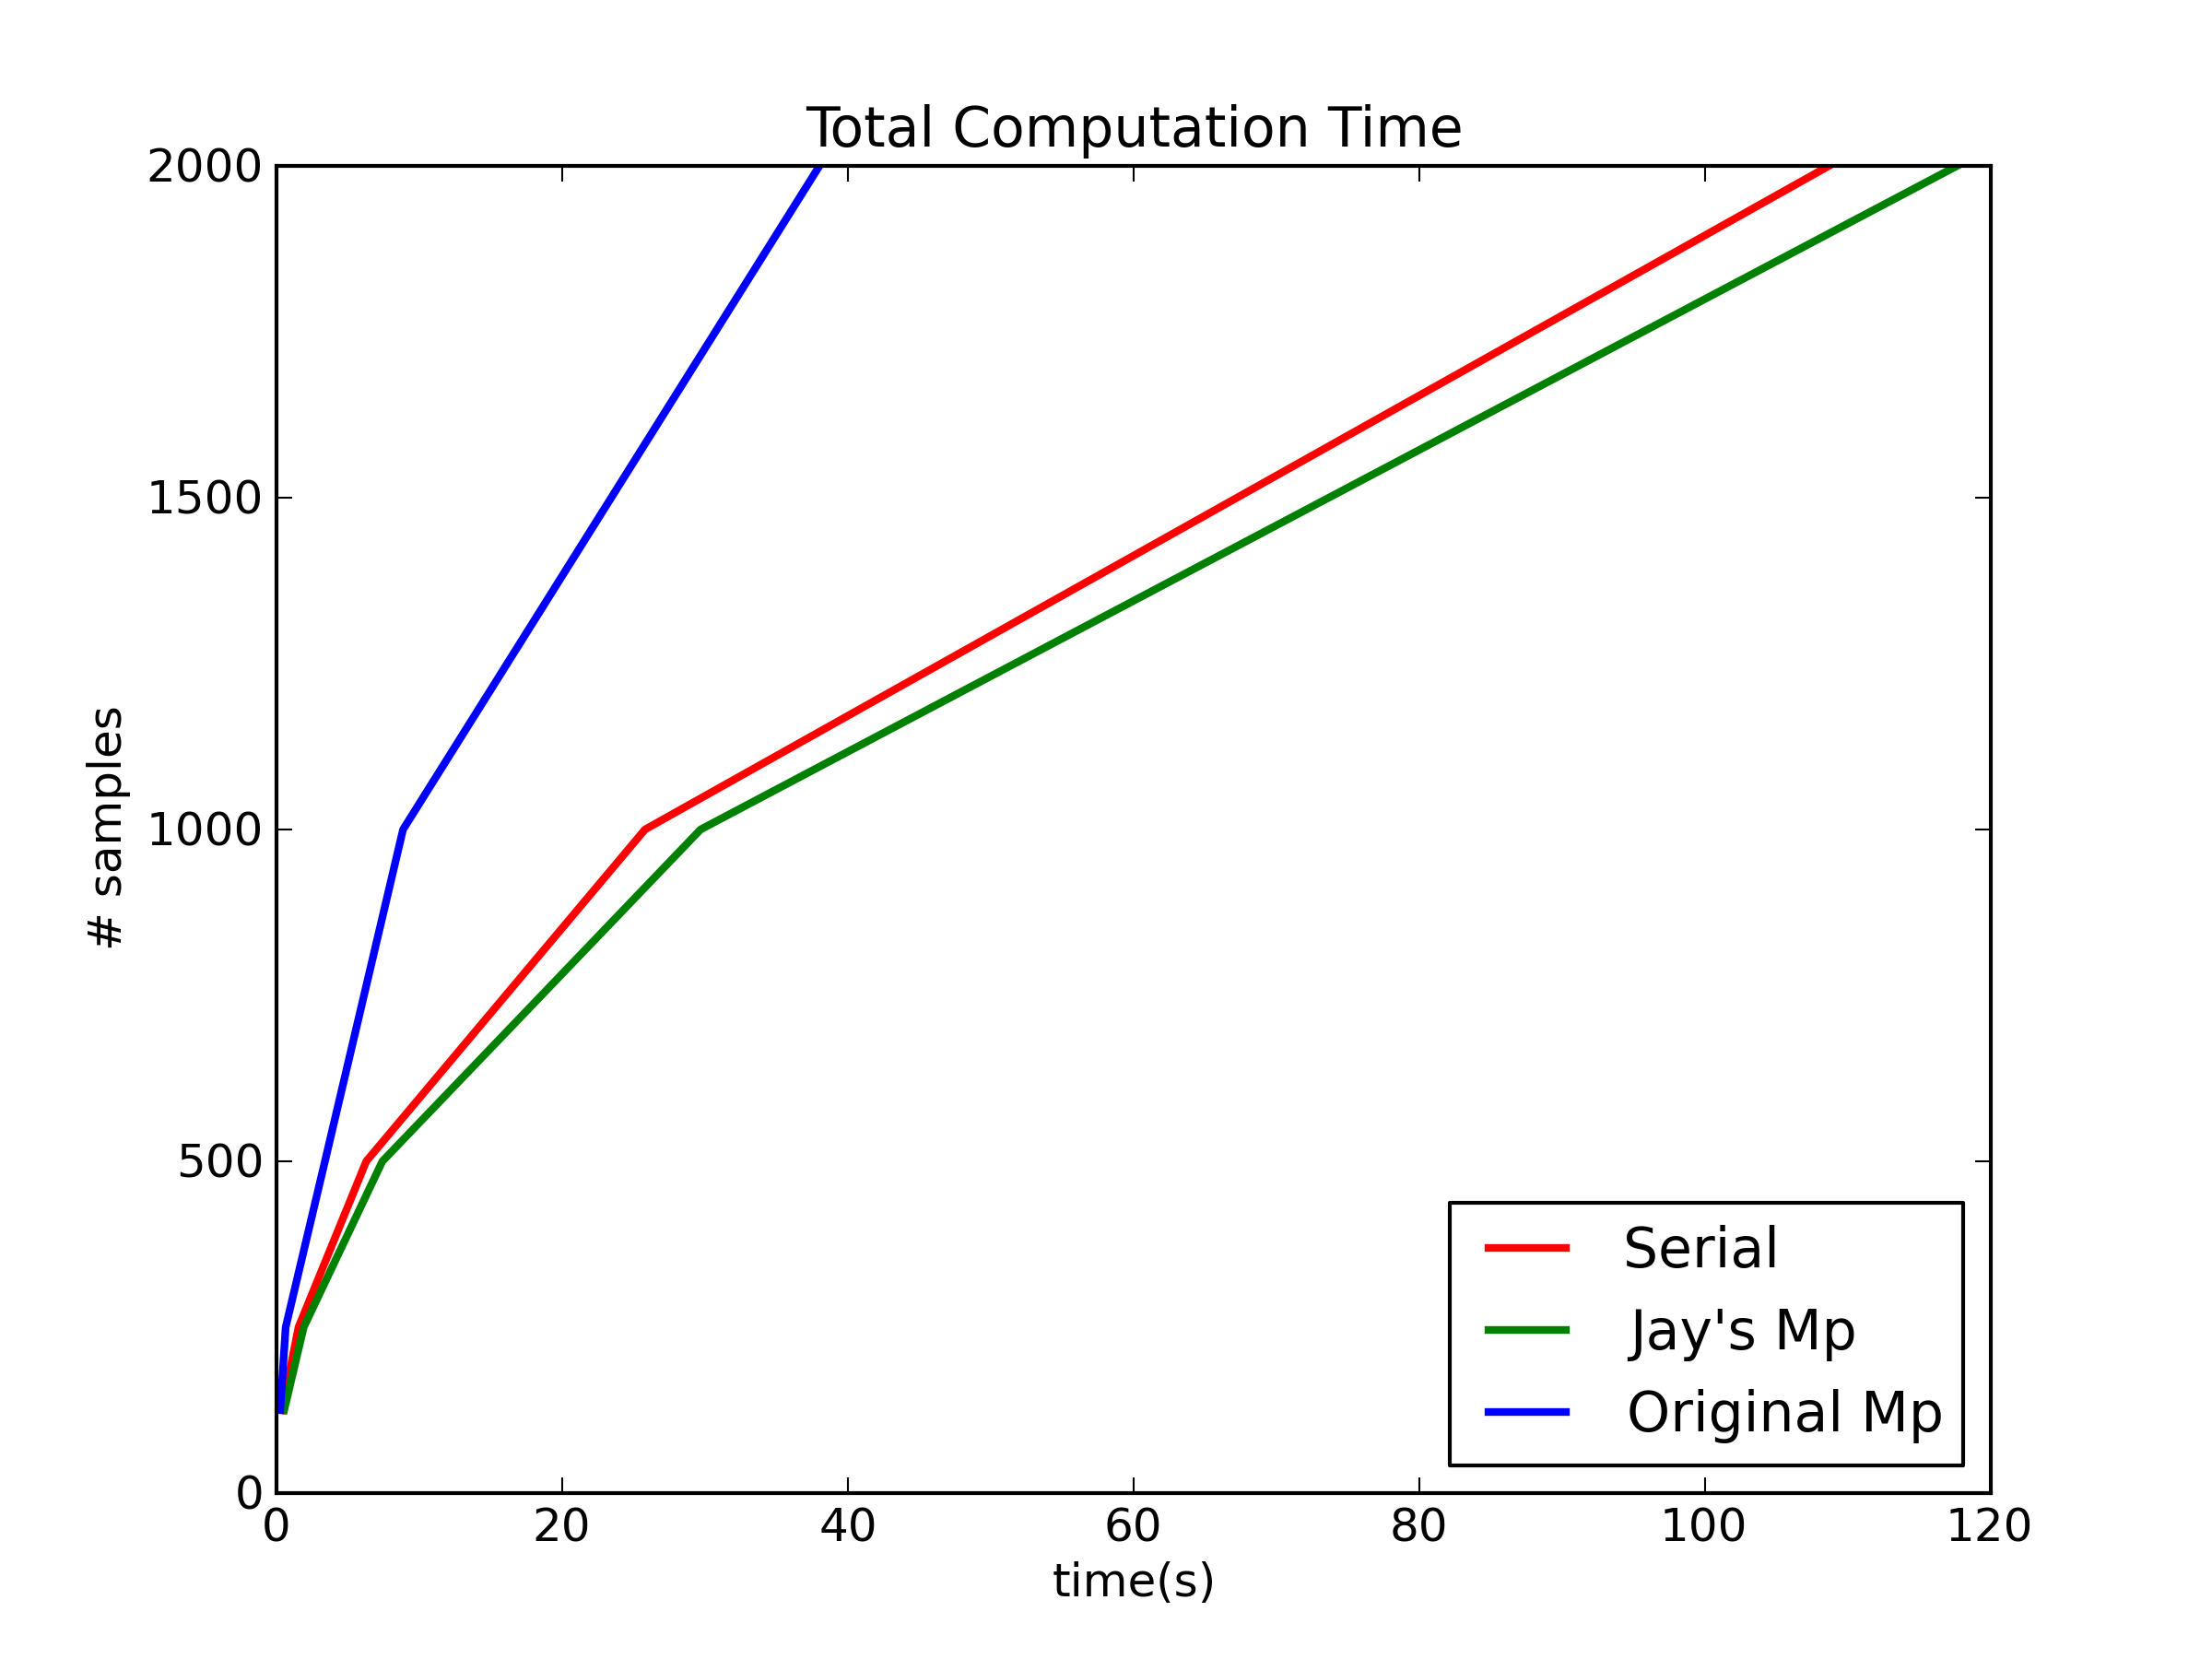 Total Computation Time
2000
1500
1000
500
0
# samples
0 20 40 60 80 100 120
time(s)
Serial
Jay's Mp
Original Mp